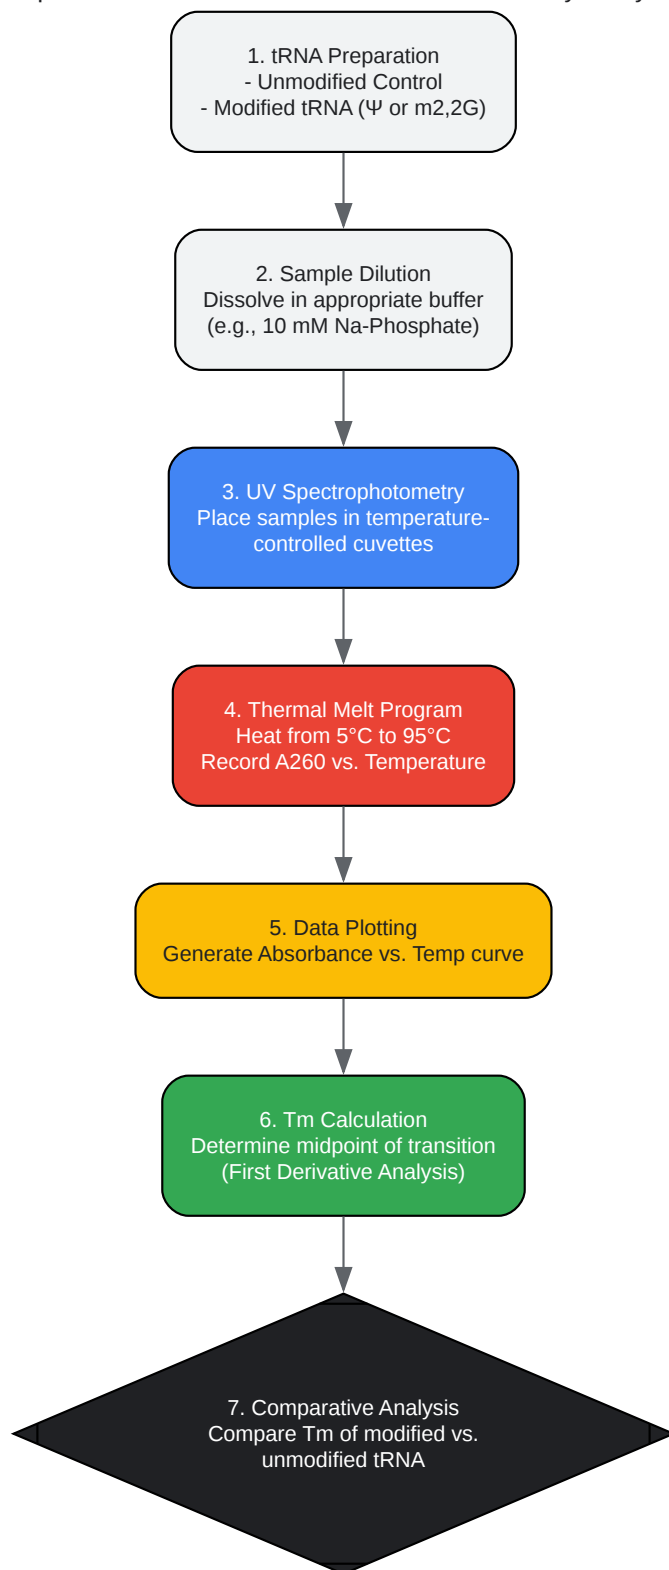 1. tRNA Preparation
- Unmodified Control
- Modified tRNA (Ψ or m2,2G)
2. Sample Dilution
Dissolve in appropriate buffer
(e.g., 10 mM Na-Phosphate)
3. UV Spectrophotometry
Place samples in temperature-
controlled cuvettes
4. Thermal Melt Program
Heat from 5°C to 95°C
Record A260 vs. Temperature
5. Data Plotting
Generate Absorbance vs. Temp curve
6. Tm Calculation
Determine midpoint of transition
(First Derivative Analysis)
7. Comparative Analysis
Compare Tm of modified vs.
unmodified tRNA